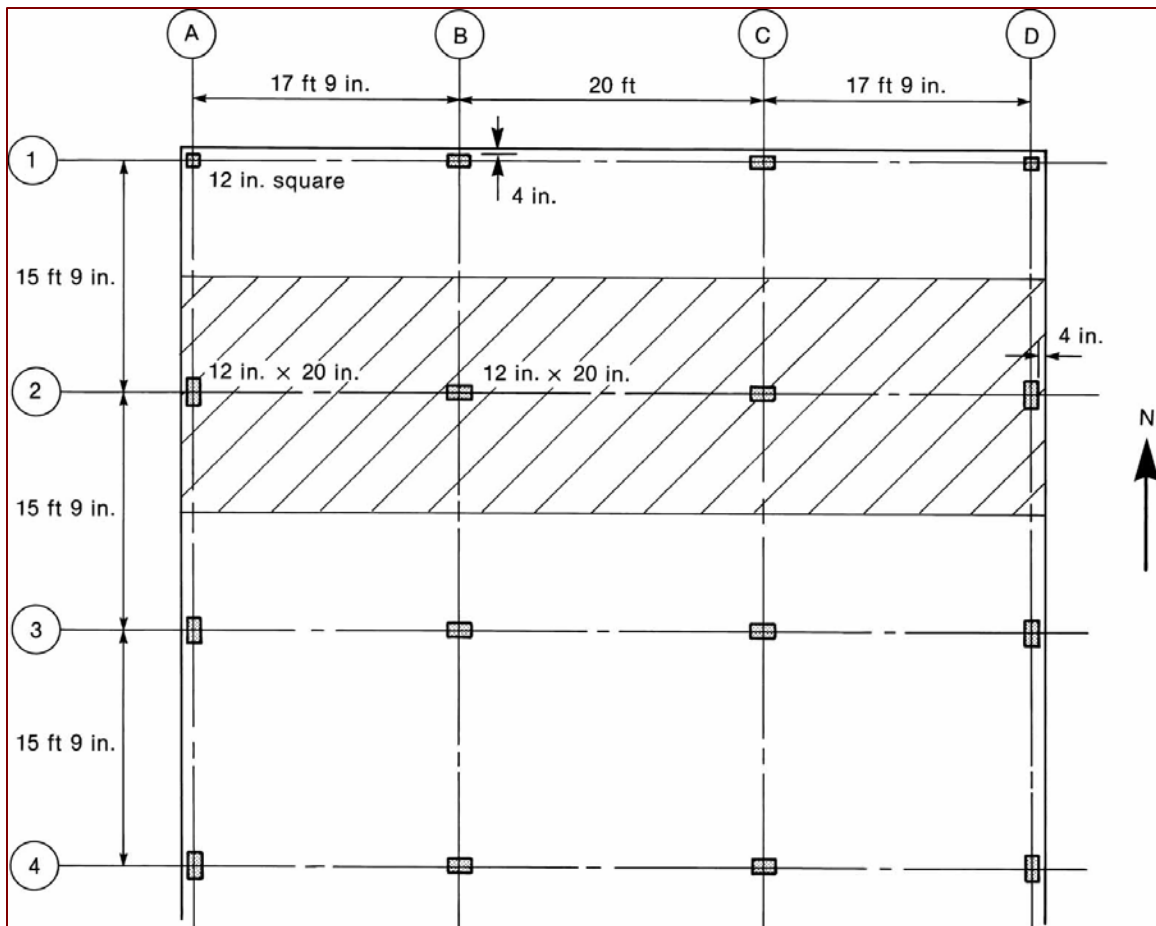 A
B
C
D
17 ft 9 in.
20 ft
17 ft 9 in.
1
12 in. square
4 in.
15 ft 9 in.
4 in.
12 in. × 20 in.
12 in. × 20 in.
2
N
15 ft 9 in.
3
15 ft 9 in.
4